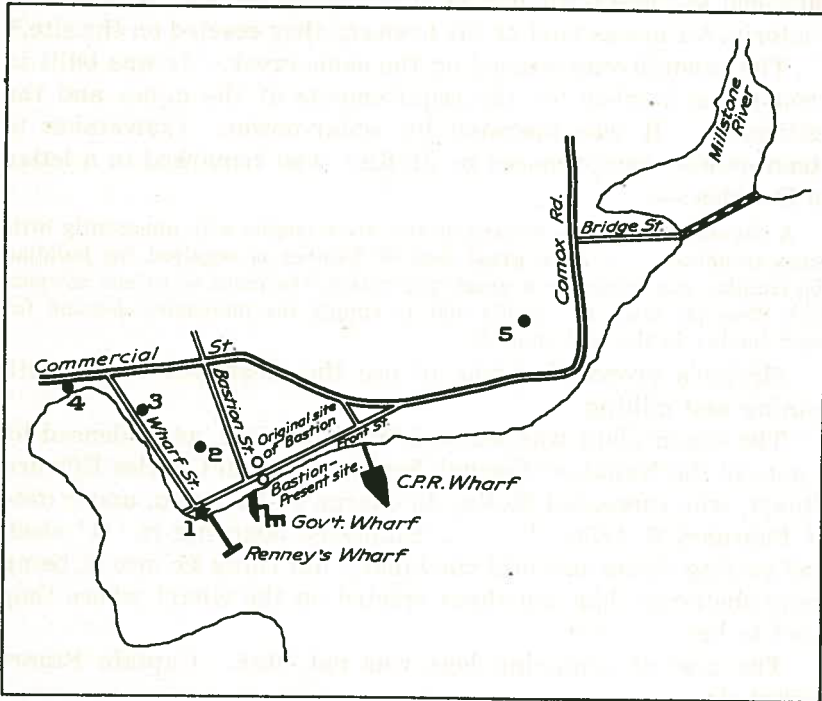 Millstone
River
Bridge St.
Comox Rd.
5
Commercial St.
4
3
Wharf St.
Bastion St.
2
Original site
of Bastion
Front St.
Bastion-
Present site.
C.P.R. Wharf
Gov't. Wharf
1
Renney's Wharf